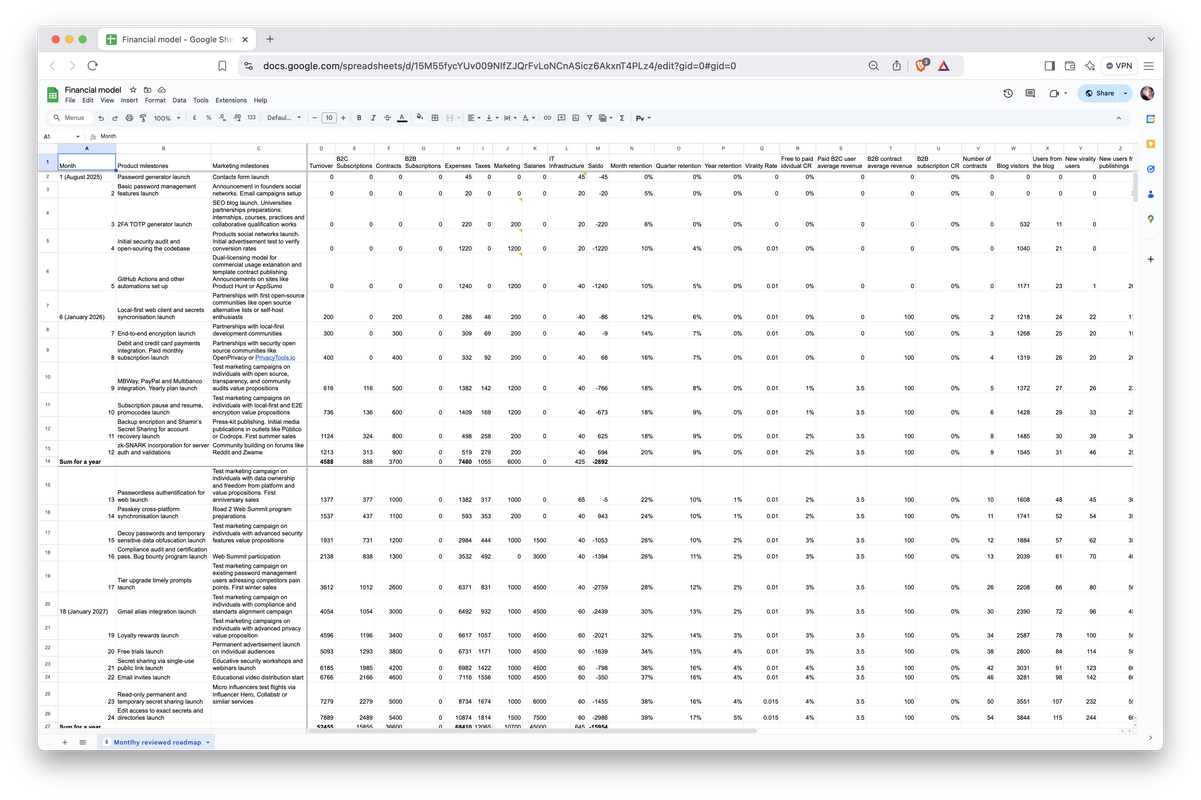 Financial model - Google She
docs.google.com/spreadsheets/d/15M55fycYUv009NIfZJQrFvLoNCnASicz6AkxnT4PLz4/edit?gid=0#gid=0
3
VPN
Financial model
File Edit View Insert Format Data Tools Extensions Help
Share
Menus 100% £ % .0 .00 123 Defaul... 10 B I A
A1 fx Month
A B C D E F G H I J K L M N O P Q R S T U V W X Y Z
1 Month Product milestones Marketing milestones Turnover B2C Subscriptions Contracts B2B Subscriptions Expenses Taxes Marketing Salaries IT Infrastructure Saldo Month retention Quarter retention Year retention Virality Rate Free to paid idvidual CR Paid B2C user average revenue B2B contract average revenue B2B subscription CR Number of contracts Blog visitors Users from the blog New virality users New users fr publishings
2 1 (August 2025) Password generator launch Contacts form launch 0 0 0 0 45 0 0 0 45 -45 0% 0% 0% 0 0% 0 0 0% 0 0 0 0
3 2 Basic password management features launch Announcement in founders social networks. Email campaigns setup 0 0 0 0 20 0 0 0 20 -20 5% 0% 0% 0 0% 0 0 0% 0 0 0 0
4 3 2FA TOTP generator launch SEO blog launch. Universities partnerships preparations: internships, courses, practices and collaborative qualification works 0 0 0 0 220 0 200 0 20 -220 6% 0% 0% 0 0% 0 0 0% 0 532 11 0
5 4 Initial security audit and open-souring the codebase Products social networks launch. Initial advertisement test to verify conversion rates 0 0 0 0 1220 0 1200 0 20 -1220 10% 4% 0% 0.01 0% 0 0 0% 0 1040 21 0
6 5 GitHub Actions and other automations set up Dual-licensing model for commercial usage exlanation and template contract publishing. Announcements on sites like Product Hunt or AppSumo 0 0 0 0 1240 0 1200 0 40 -1240 10% 5% 0% 0.01 0% 0 0 0% 0 1171 23 1
7 6 (January 2026) Local-first web client and secrets syncronisation launch Partnerships with first open-source communities like open source alternative lists or self-host enthusiasts 200 0 200 0 286 46 200 0 40 -86 12% 6% 0% 0.01 0% 0 100 0% 2 1218 24 22
8 7 End-to-end encryption launch Partnerships with local-first development communities 300 0 300 0 309 69 200 0 40 -9 14% 7% 0% 0.01 0% 0 100 0% 3 1268 25 20
9 8 Debit and credit card payments integration. Paid monthly subscription launch Partnerships with security open source communities like OpenPrivacy or PrivacyTools.io 400 0 400 0 332 92 200 0 40 68 16% 7% 0% 0.01 0% 0 100 0% 4 1319 26 20
10 9 MBWay, PayPal and Multibanco integration. Yearly plan launch Test marketing campaigns on individuals with open source, transparency, and community audits value propositions 616 116 500 0 1382 142 1200 0 40 -766 18% 8% 0% 0.01 1% 3.5 100 0% 5 1372 27 26
11 10 Subscription pause and resume, promocodes launch Test marketing campaigns on individuals with local-first and E2E encryption value propositions 736 136 600 0 1409 169 1200 0 40 -673 18% 9% 0% 0.01 1% 3.5 100 0% 6 1428 29 33
12 11 Backup encription and Shamir's Secret Sharing for account recovery launch Press-kit publishing. Initial media publications in outlets like Público or Codrops. First summer sales 1124 324 800 0 498 258 200 0 40 625 18% 9% 0% 0.01 2% 3.5 100 0% 8 1485 30 39
13 12 zk-SNARK incorporation for server auth and validations Community building on forums like Reddit and Zwame 1213 313 900 0 519 279 200 0 40 694 20% 9% 0% 0.01 2% 3.5 100 0% 9 1545 31 46
14 Sum for a year 4588 888 3700 0 7480 1055 6000 0 425 -2892
15 13 Passwordless authentification for web launch Test marketing campaign on individuals with data ownership and freedom from platform and value propositions. First anniversary sales 1377 377 1000 0 1382 317 1000 0 65 -5 22% 10% 1% 0.01 2% 3.5 100 0% 10 1608 48 45
16 14 Passkey cross-platform synchronisation launch Road 2 Web Summit program preparations 1537 437 1100 0 593 353 200 0 40 943 24% 10% 1% 0.01 2% 3.5 100 0% 11 1741 52 54
17 15 Decoy passwords and temporary sensitive data obfuscation launch Test marketing campaign on individuals with advanced security features value propositions 1931 731 1200 0 2984 444 1000 1500 40 -1053 26% 10% 2% 0.01 3% 3.5 100 0% 12 1884 57 62
18 16 Compliance audit and certification pass. Bug bounty program launch Web Summit participation 2138 838 1300 0 3532 492 0 3000 40 -1394 26% 11% 2% 0.01 3% 3.5 100 0% 13 2039 61 70
19 17 Tier upgrade timely prompts launch Test marketing campaign on existing password management users adressing competitors pain points. First winter sales 3612 1012 2600 0 6371 831 1000 4500 40 -2759 28% 12% 2% 0.01 3% 3.5 100 0% 26 2208 66 80
20 18 (January 2027) Gmail alias integration launch Test marketing campaign on individuals with compliance and standarts alignment campaign 4054 1054 3000 0 6492 932 1000 4500 60 -2439 30% 13% 2% 0.01 3% 3.5 100 0% 30 2390 72 96
21 19 Loyalty rewards launch Test marketing campaigns on individuals with advanced privacy value proposition 4596 1196 3400 0 6617 1057 1000 4500 60 -2021 32% 14% 3% 0.01 3% 3.5 100 0% 34 2587 78 100
22 20 Free trials launch Permanent advertisement launch on individual audiences 5093 1293 3800 0 6731 1171 1000 4500 60 -1639 34% 15% 4% 0.01 3% 3.5 100 0% 38 2800 84 114
23 21 Secret sharing via single-use public link launch Educative security workshops and webinars launch 6185 1985 4200 0 6982 1422 1000 4500 60 -798 36% 16% 4% 0.01 4% 3.5 100 0% 42 3031 91 123
24 22 Email invites launch Educational video distribution start 6766 2166 4600 0 7116 1556 1000 4500 60 -350 37% 16% 4% 0.01 4% 3.5 100 0% 46 3281 98 142
25 23 Read-only permanent and temporary secret sharing launch Micro influencers test flights via Influencer Hero, Collabstr or similar services 7279 2279 5000 0 8734 1674 1000 6000 60 -1455 38% 16% 4% 0.015 4% 3.5 100 0% 50 3551 107 232
26 24 Edit access to exact secrets and directories launch 7889 2489 5400 0 10874 1814 1500 7500 60 -2986 39% 17% 5% 0.015 4% 3.5 100 0% 54 3844 115 244
27 Sum for a year
5 Montlhy reviewed roadmap